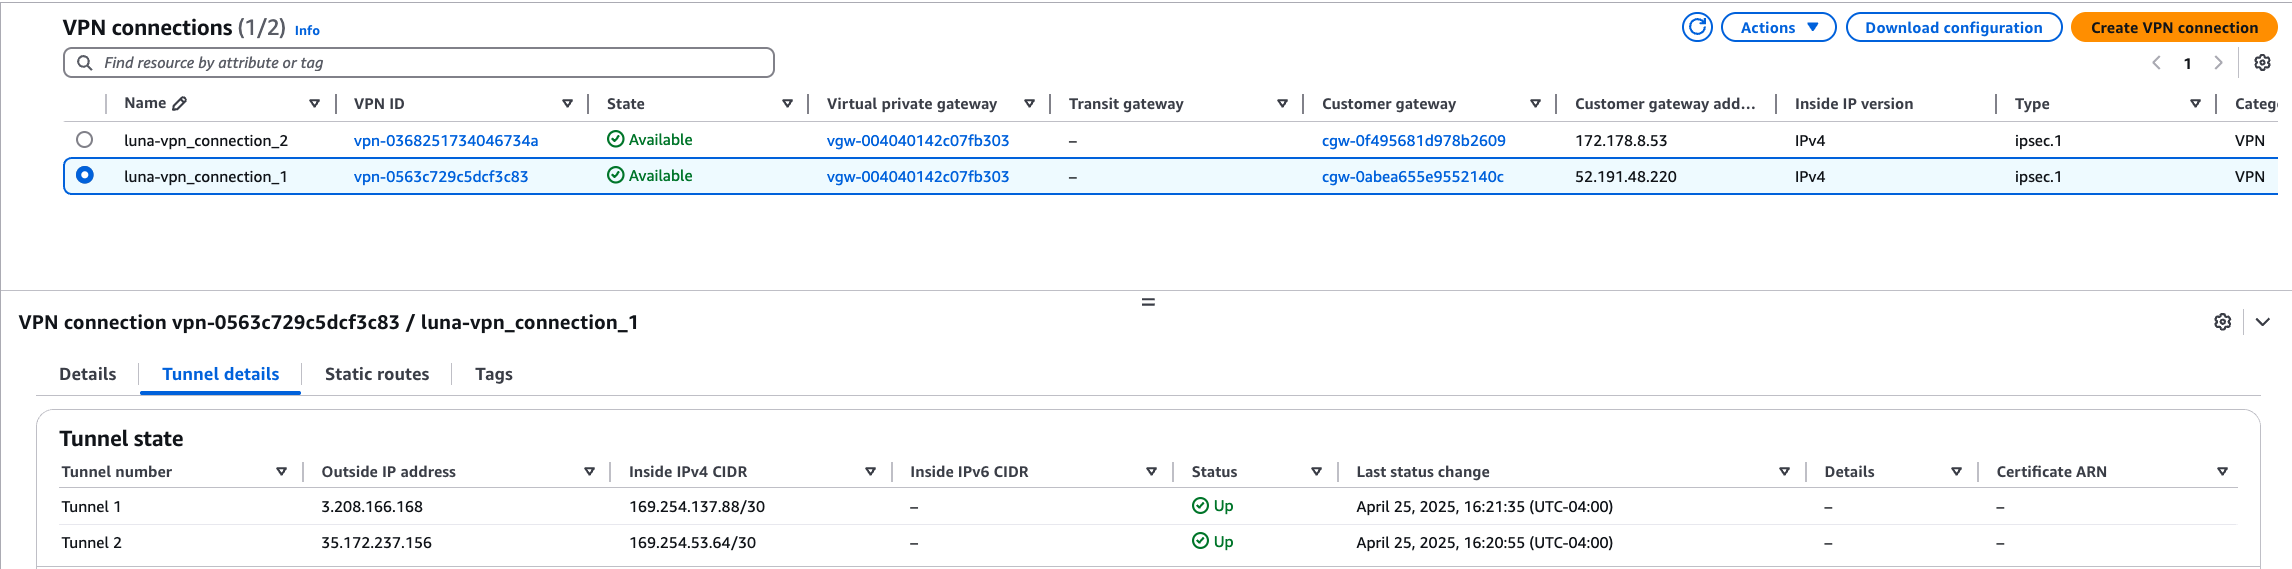 VPN connections (1/2) Info
Actions Download configuration Create VPN connection
Find resource by attribute or tag
1
Name VPN ID State Virtual private gateway Transit gateway Customer gateway Customer gateway add... Inside IP version Type Categ
luna-vpn_connection_2 vpn-0368251734046734a Available vgw-004040142c07fb303 – cgw-0f495681d978b2609 172.178.8.53 IPv4 ipsec.1 VPN
luna-vpn_connection_1 vpn-0563c729c5dcf3c83 Available vgw-004040142c07fb303 – cgw-0abea655e9552140c 52.191.48.220 IPv4 ipsec.1 VPN
VPN connection vpn-0563c729c5dcf3c83 / luna-vpn_connection_1
Details Tunnel details Static routes Tags
Tunnel state
Tunnel number Outside IP address Inside IPv4 CIDR Inside IPv6 CIDR Status Last status change Details Certificate ARN
Tunnel 1 3.208.166.168 169.254.137.88/30 – Up April 25, 2025, 16:21:35 (UTC-04:00) – –
Tunnel 2 35.172.237.156 169.254.53.64/30 – Up April 25, 2025, 16:20:55 (UTC-04:00) – –